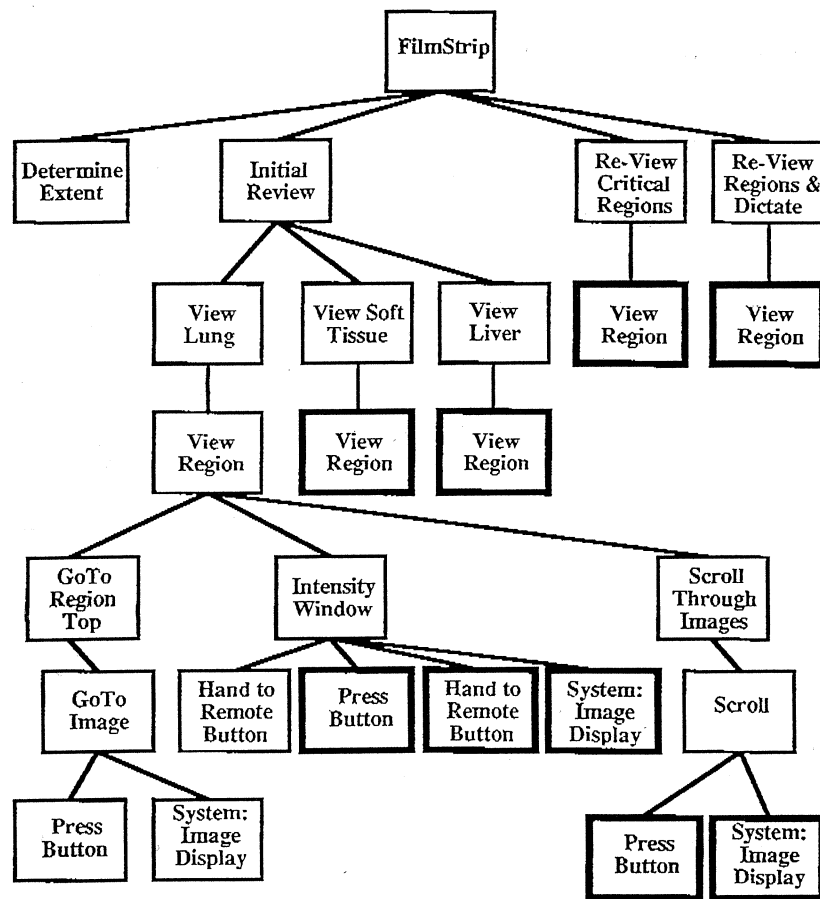 FilmStrip
Determine
Extent
Initial
Review
Re-View
Critical
Regions
Re-View
Regions &
Dictate
View
Lung
View Soft
Tissue
View
Liver
View
Region
View
Region
View
Region
View
Region
View
Region
GoTo
Region
Top
Intensity
Window
Scroll
Through
Images
GoTo
Image
Hand to
Remote
Button
Press
Button
Hand to
Remote
Button
System:
Image
Display
Scroll
Press
Button
System:
Image
Display
Press
Button
System:
Image
Display